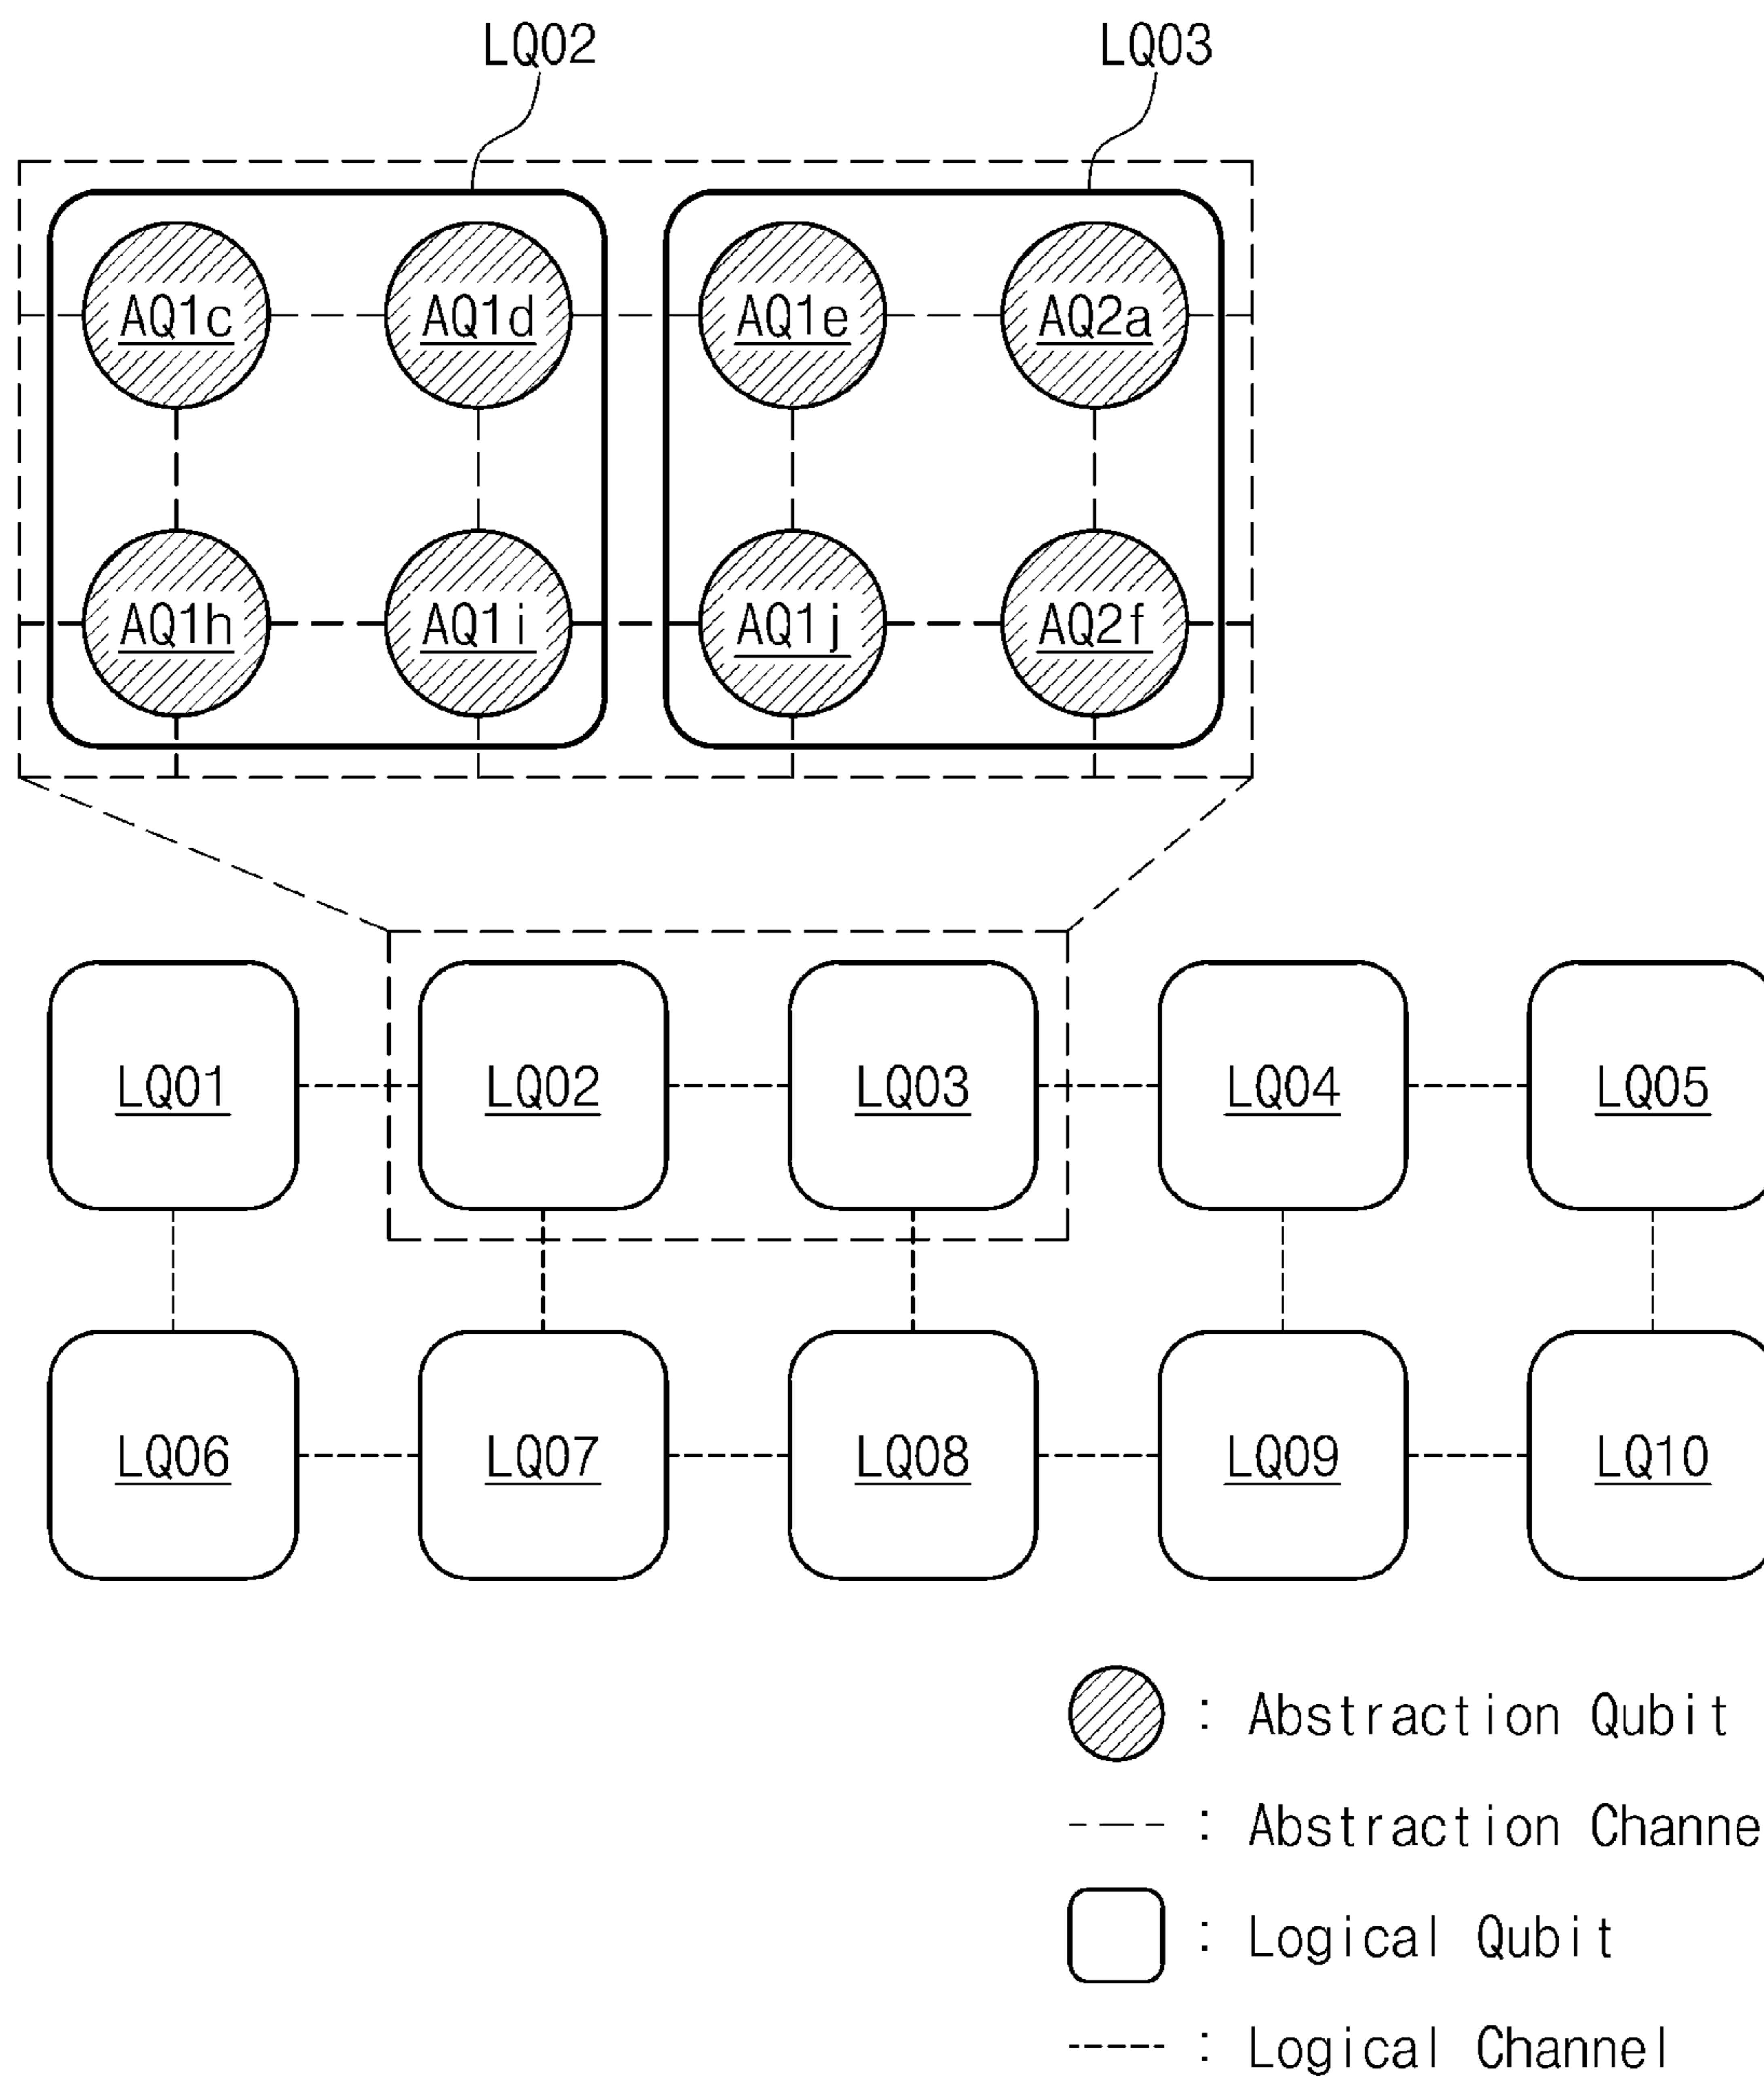 LQ02 LQ03
AQ1c AQ1d AQ1e AQ2a
AQ1h AQ1i AQ1j AQ2f
LQ01 LQ02 LQ03 LQ04 LQ05
LQ06 LQ07 LQ08 LQ09 LQ10
: Abstraction Qubit
: Abstraction Channe
: Logical Qubit
: Logical Channel